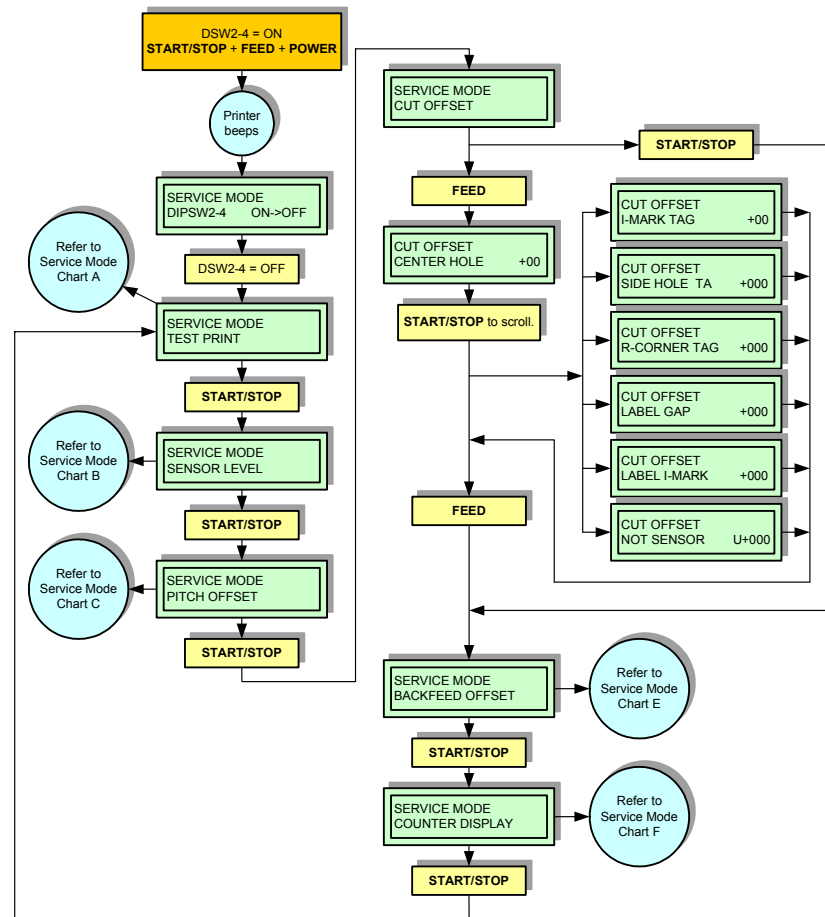 DSW2-4 = ON
START/STOP + FEED + POWER
Printer
beeps
SERVICE MODE
DIPSW2-4 ON->OFF
DSW2-4 = OFF
Refer to
Service Mode
Chart A
SERVICE MODE
TEST PRINT
START/STOP
Refer to
Service Mode
Chart B
SERVICE MODE
SENSOR LEVEL
START/STOP
Refer to
Service Mode
Chart C
SERVICE MODE
PITCH OFFSET
START/STOP
SERVICE MODE
CUT OFFSET
START/STOP
FEED
CUT OFFSET
CENTER HOLE +00
START/STOP to scroll.
CUT OFFSET
I-MARK TAG +00
CUT OFFSET
SIDE HOLE TA +000
CUT OFFSET
R-CORNER TAG +000
CUT OFFSET
LABEL GAP +000
CUT OFFSET
LABEL I-MARK +000
CUT OFFSET
NOT SENSOR U+000
FEED
SERVICE MODE
BACKFEED OFFSET
Refer to
Service Mode
Chart E
START/STOP
SERVICE MODE
COUNTER DISPLAY
Refer to
Service Mode
Chart F
START/STOP